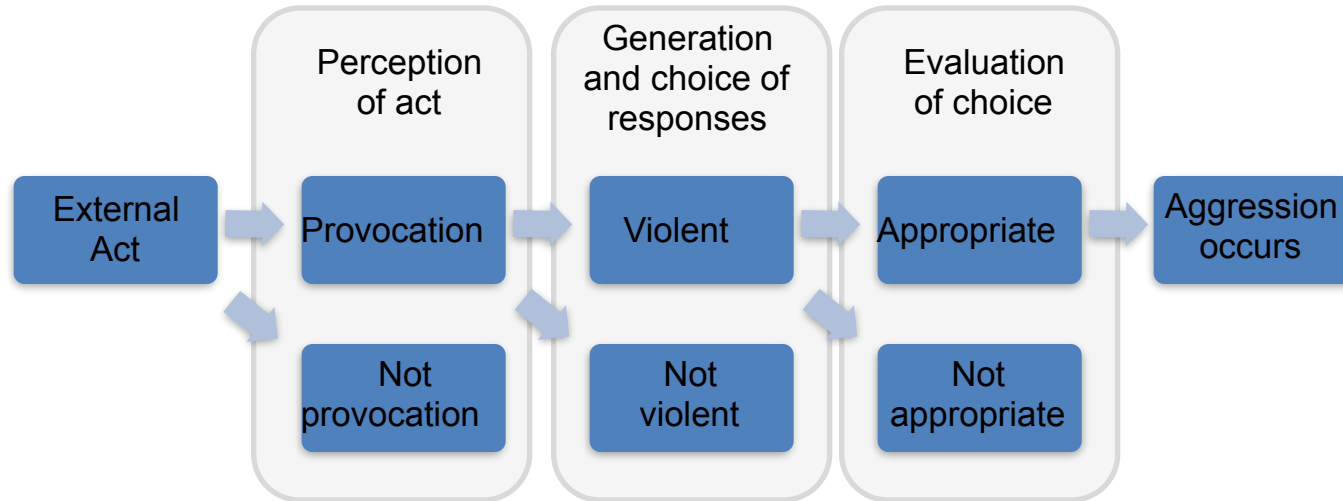 Perception
of act
Generation
and choice of
responses
Evaluation
of choice
External
Act
Provocation
Violent
Appropriate
Aggression
occurs
Not
provocation
Not
violent
Not
appropriate